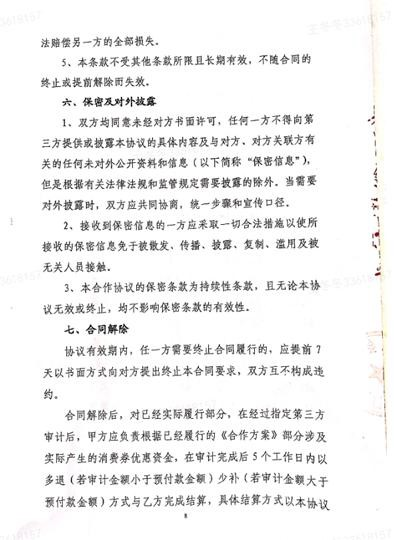 法赔偿另一方的全部损失。
5、本条款不受其他条款所限且长期有效，不随合同的
终止或提前解除而失效。
六、保密及对外披露
1、双方均同意未经对方书面许可，任何一方不得向第
三方提供或披露本协议的具体内容及与对方、对方关联方有
关的任何未对外公开资料和信息（以下简称“保密信息”），
但是根据有关法律法规和监管规定需要披露的除外。当需要
对外披露时，双方应共同协商，统一步骤和宣传口径。
2、接收到保密信息的一方应采取一切合法措施以使所
接收的保密信息免于被散发、传播、披露、复制、滥用及被
无关人员接触。
3、本合作协议的保密条款为持续性条款，且无论本协
议无效或终止，均不影响保密条款的有效性。
七、合同解除
协议有效期内，任一方需要终止合同履行的，应提前 7
天以书面方式向对方提出终止本合同要求，双方互不构成违
约。
合同解除后，对已经实际履行部分，在经过指定第三方
审计后，甲方应负责根据已经履行的《合作方案》部分涉及
实际产生的消费券优惠资金，在审计完成后 5 个工作日内以
多退（若审计金额小于预付款金额）少补（若审计金额大于
预付款金额）方式与乙方完成结算，具体结算方式以本协议
8